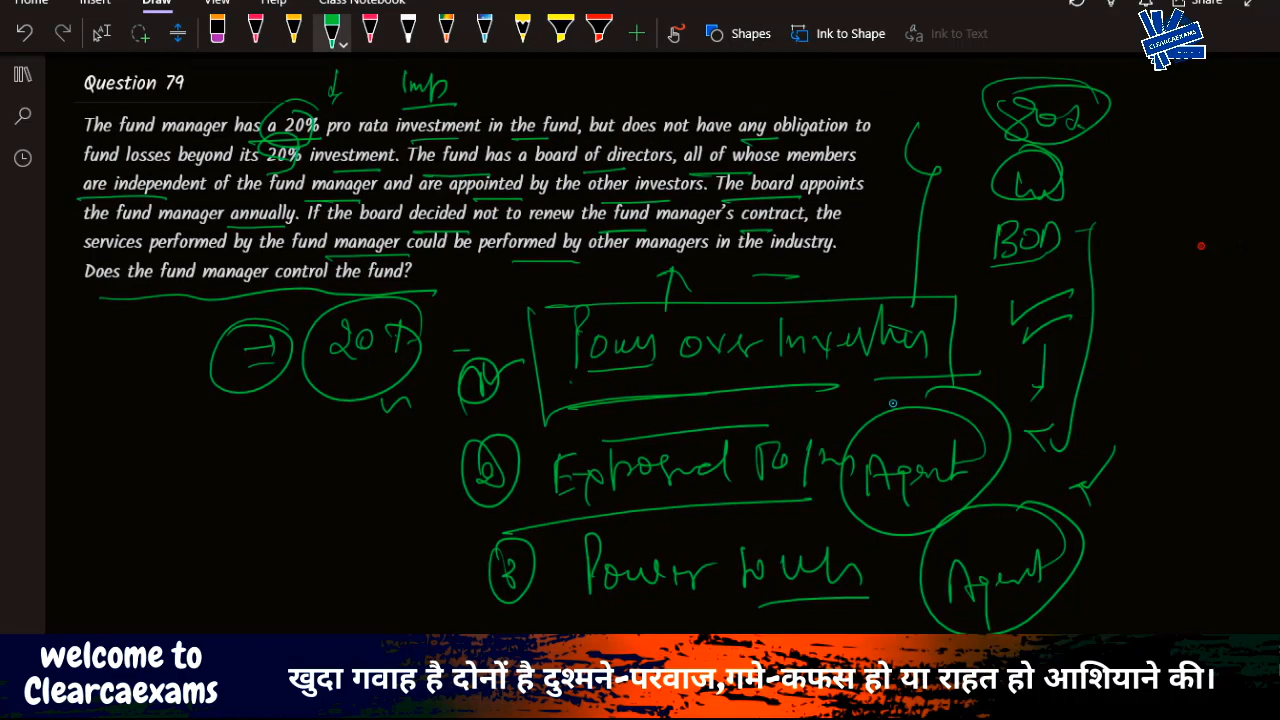 Insert Draw View Help Class Notebook Share
Shapes Ink to Shape Ink to Text
CLEARCAEXAMS
Question 79
Imp
The fund manager has a 20% pro rata investment in the fund, but does not have any obligation to
fund losses beyond its 20% investment. The fund has a board of directors, all of whose members
are independent of the fund manager and are appointed by the other investors. The board appoints
the fund manager annually. If the board decided not to renew the fund manager's contract, the
services performed by the fund manager could be performed by other managers in the industry.
Does the fund manager control the fund?
80%
BOD
20%
Power over Investee
2 Exposed To Agent
3 Power to use
Agent
welcome to
Clearcaexams
खुदा गवाह है दोनों है दुश्मने-परवाज,गमे-कफस हो या राहत हो आशियाने की।